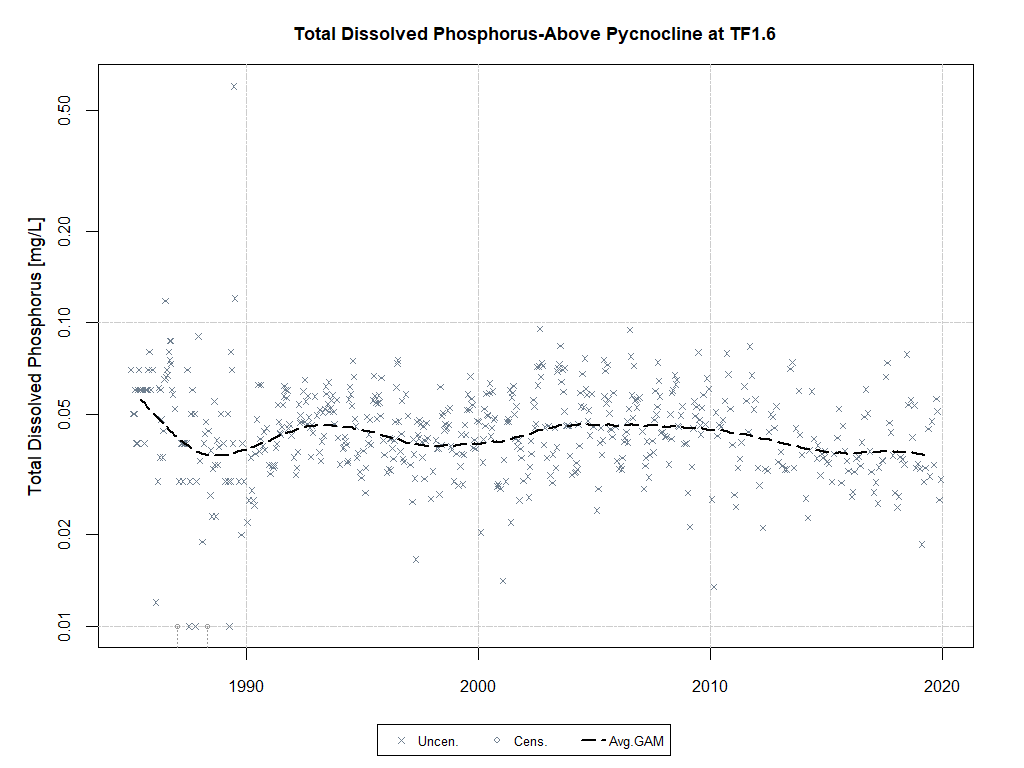 Total Dissolved Phosphorus-Above Pycnocline at TF1.6
Total Dissolved Phosphorus [mg/L]
0.50
0.20
0.10
0.05
0.02
0.01
1990 2000 2010 2020
Uncen. Cens. Avg.GAM